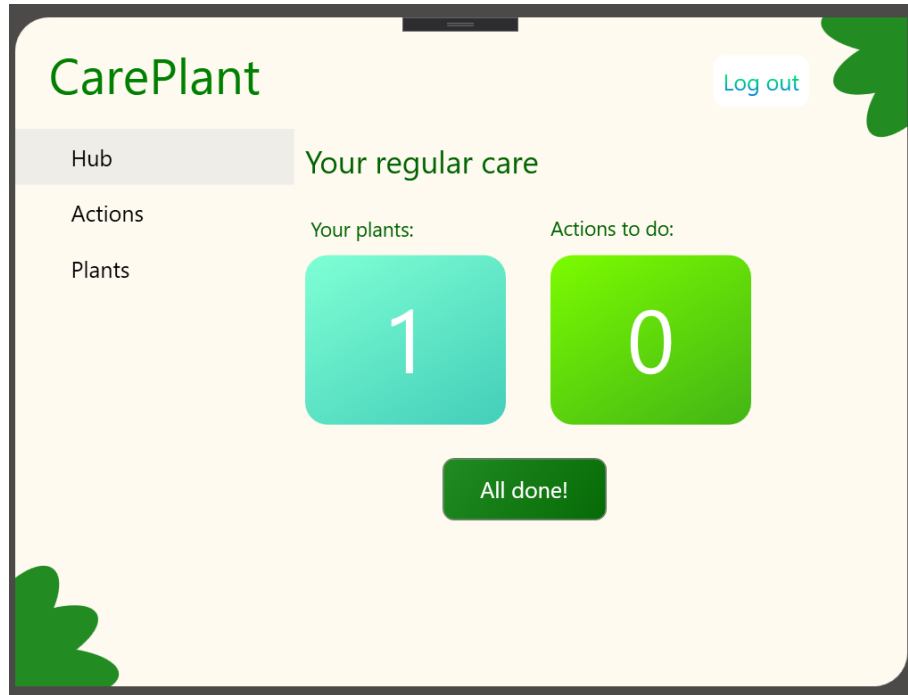 CarePlant
Log out
Hub
Actions
Plants
Your regular care
Your plants:
Actions to do:
1
0
All done!